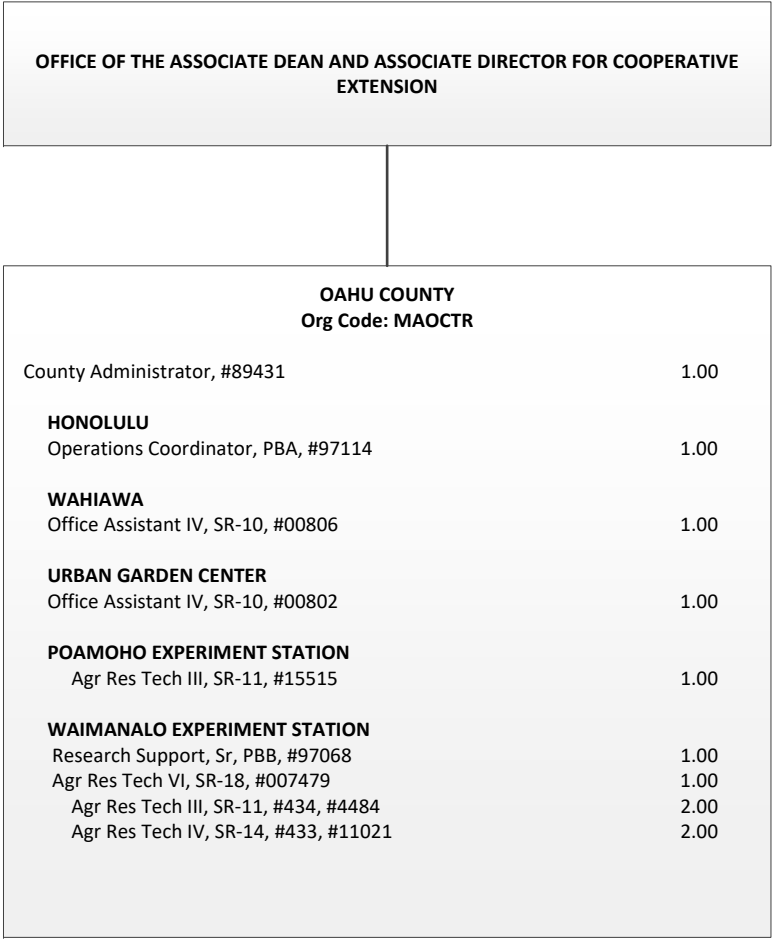 OFFICE OF THE ASSOCIATE DEAN AND ASSOCIATE DIRECTOR FOR COOPERATIVE
EXTENSION
OAHU COUNTY
Org Code: MAOCTR
County Administrator, #89431 1.00
HONOLULU
Operations Coordinator, PBA, #97114 1.00
WAHIAWA
Office Assistant IV, SR-10, #00806 1.00
URBAN GARDEN CENTER
Office Assistant IV, SR-10, #00802 1.00
POAMOHO EXPERIMENT STATION
Agr Res Tech III, SR-11, #15515 1.00
WAIMANALO EXPERIMENT STATION
Research Support, Sr, PBB, #97068 1.00
Agr Res Tech VI, SR-18, #007479 1.00
Agr Res Tech III, SR-11, #434, #4484 2.00
Agr Res Tech IV, SR-14, #433, #11021 2.00